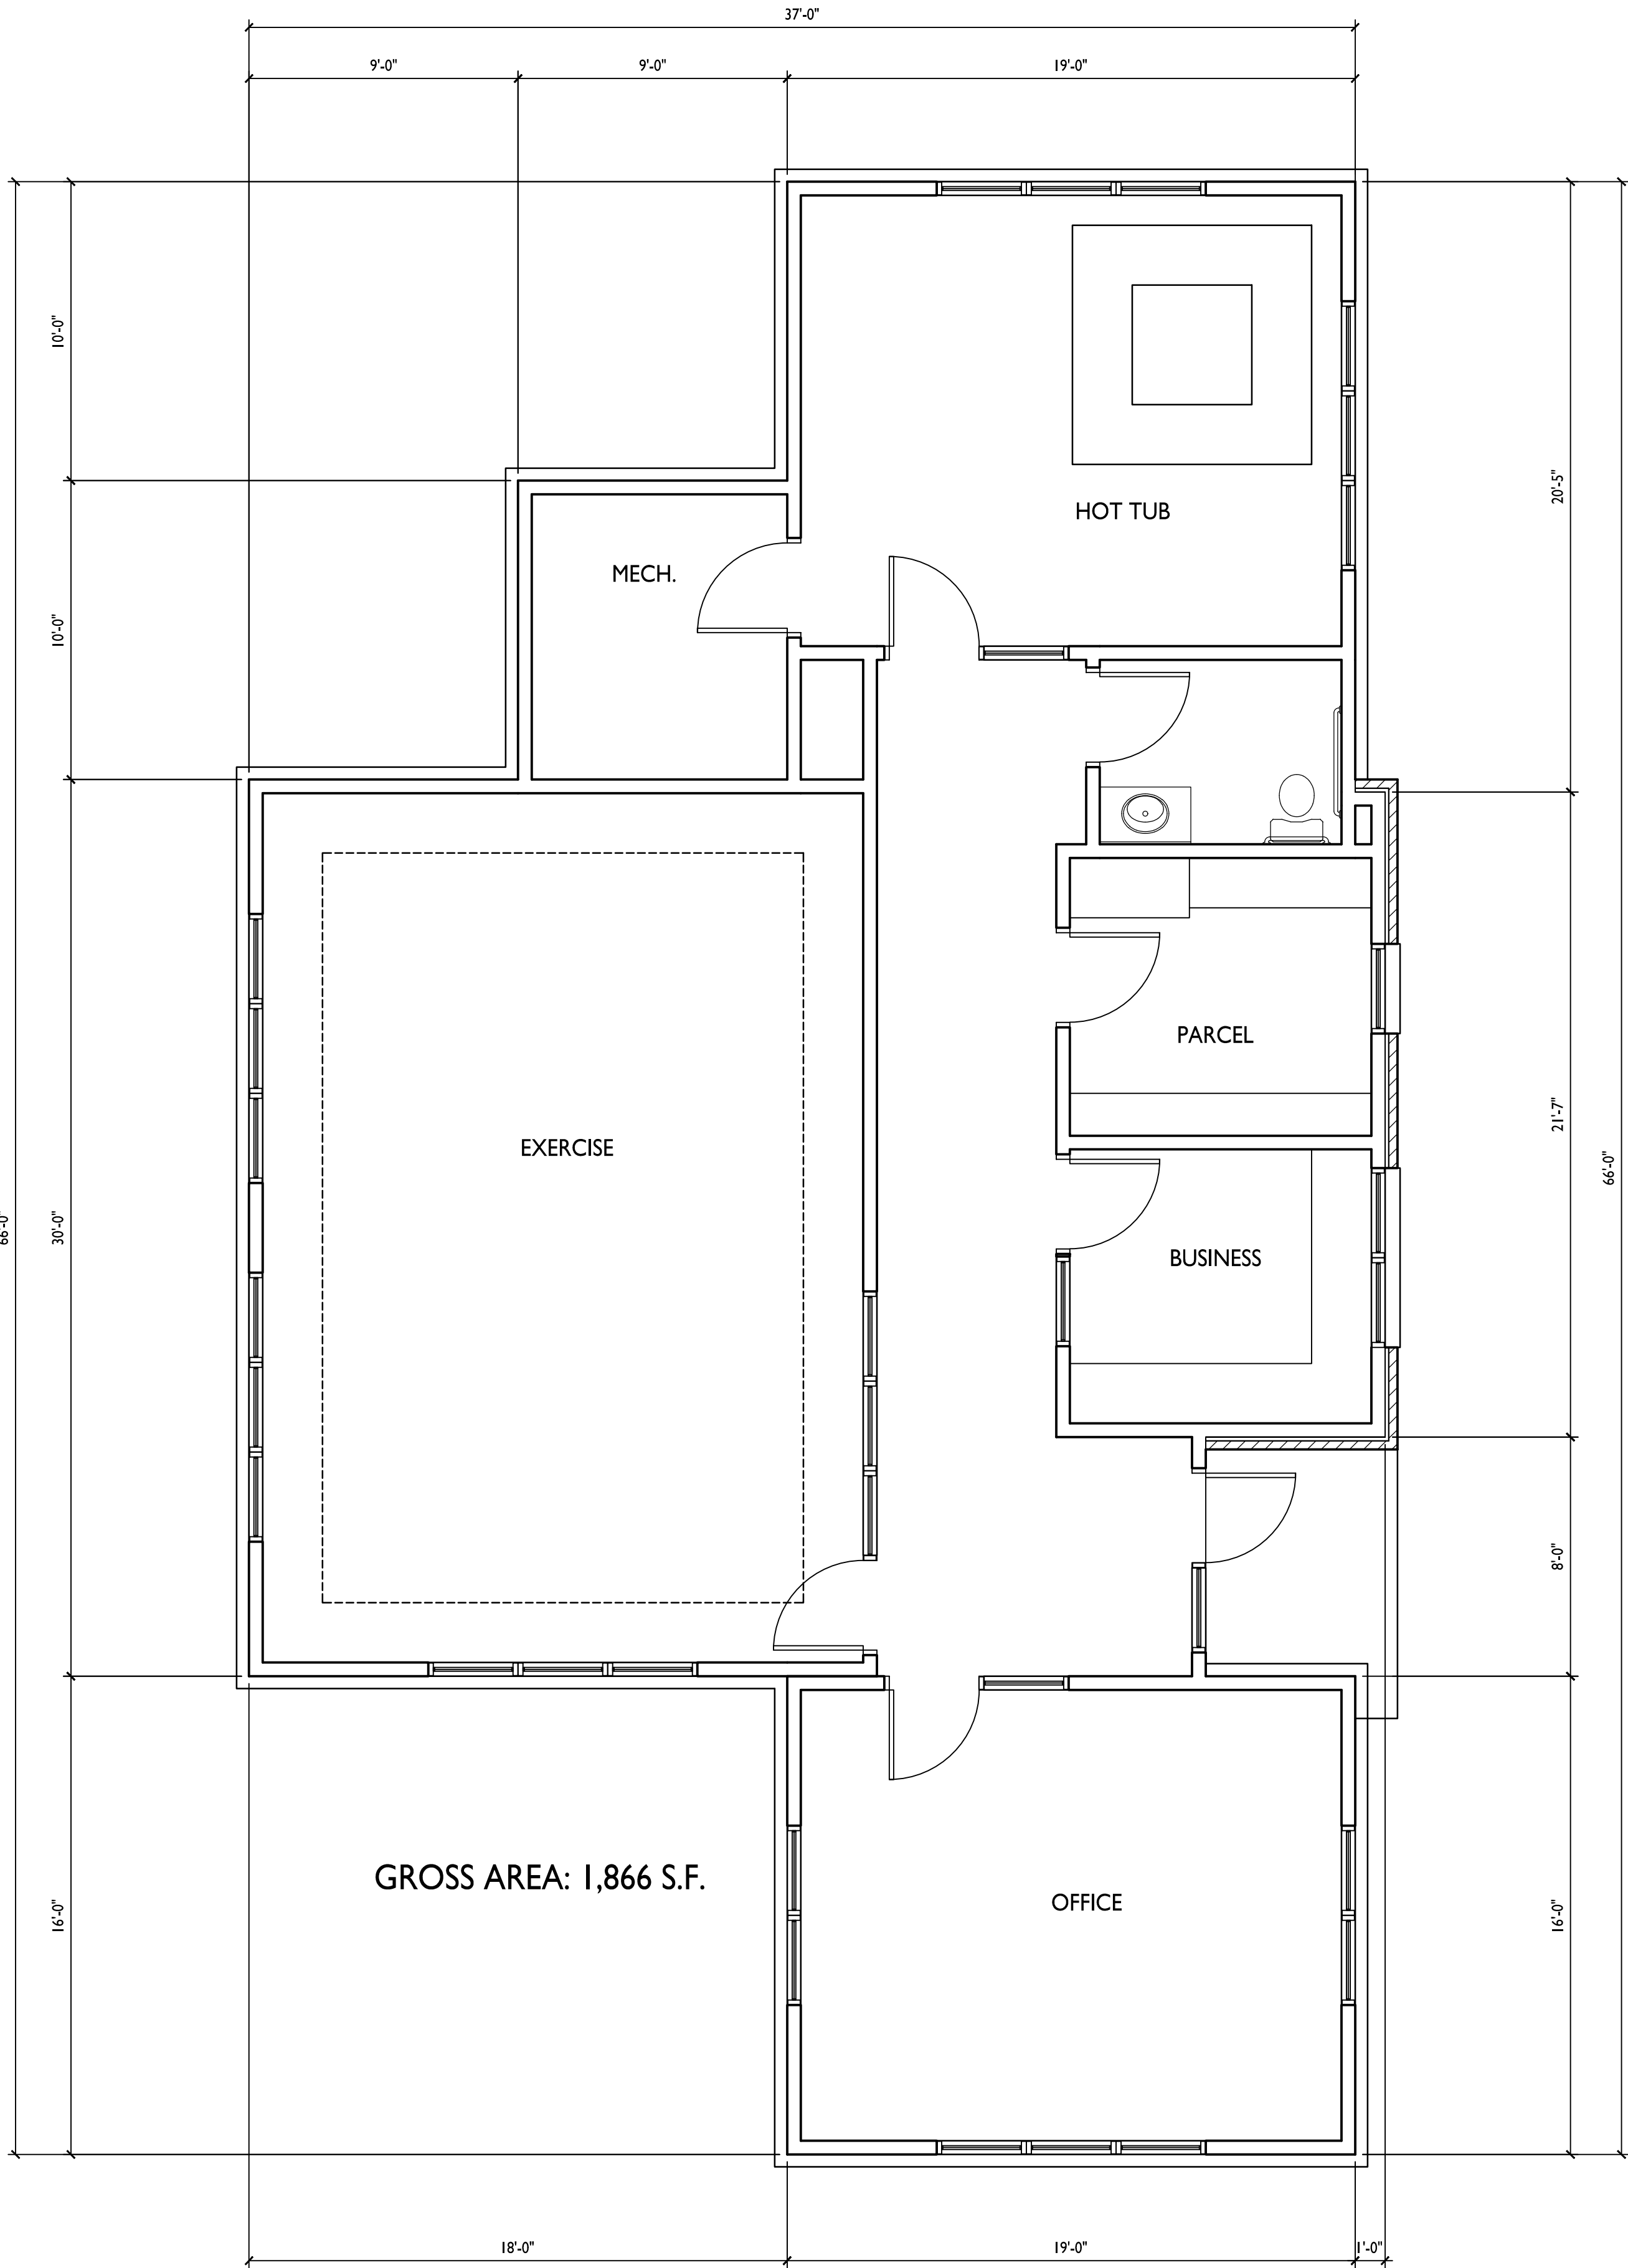 37'-0"
9'-0"
9'-0"
19'-0"
10'-0"
20'-5"
HOT TUB
MECH.
10'-0"
PARCEL
21'-7"
EXERCISE
66'-0"
66'-0"
30'-0"
BUSINESS
8'-0"
GROSS AREA: 1,866 S.F.
OFFICE
16'-0"
16'-0"
18'-0"
19'-0"
1'-0"